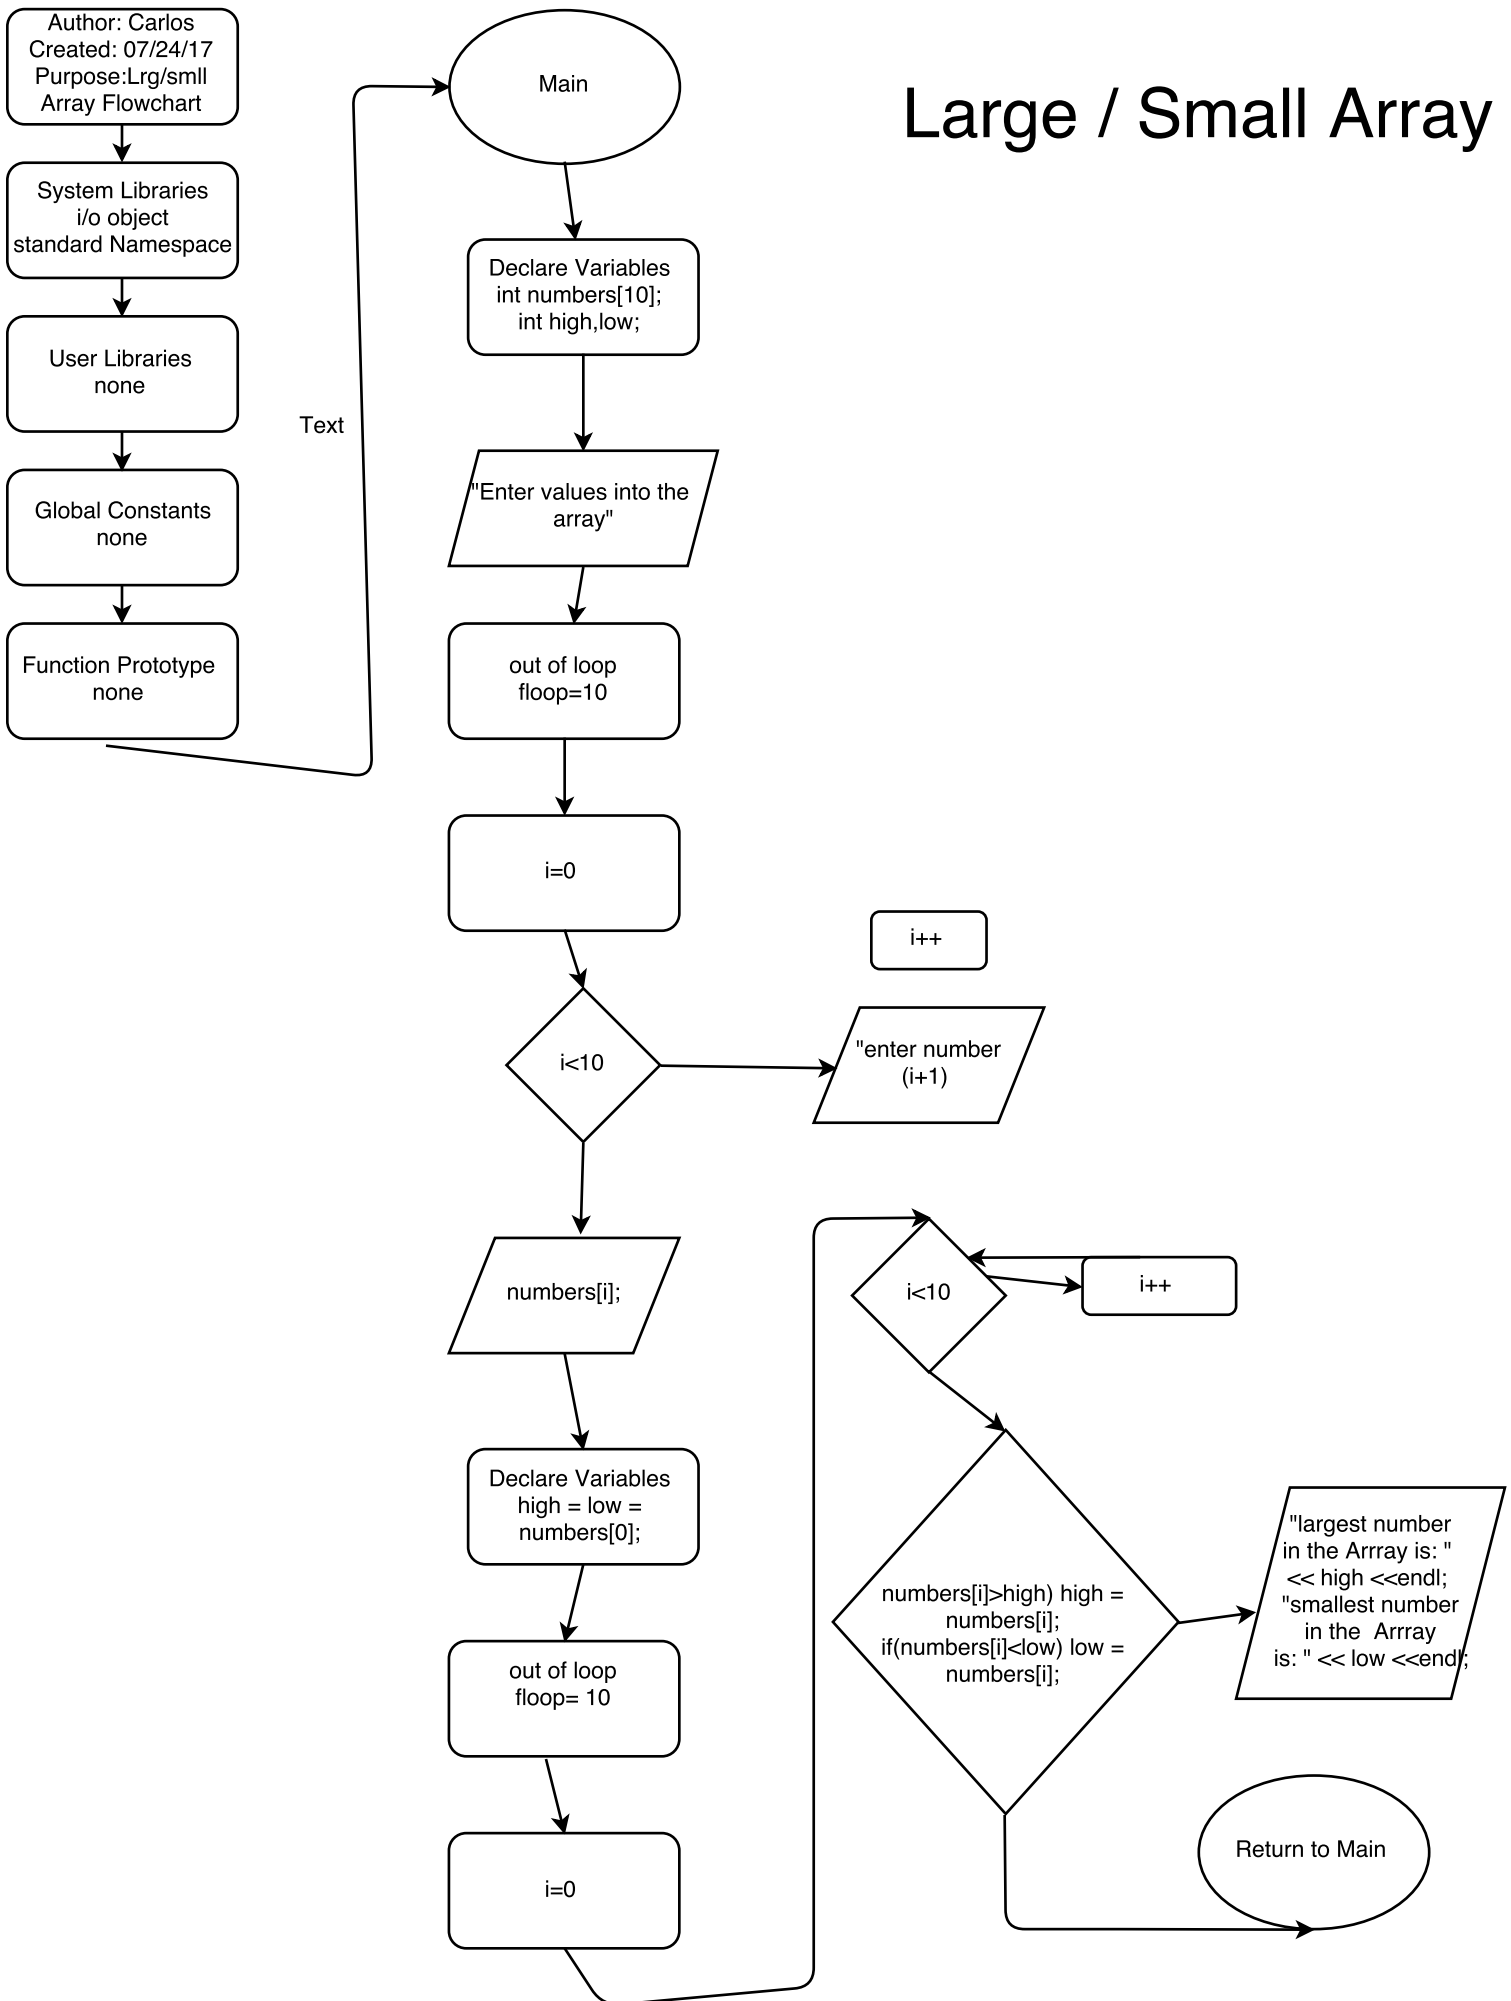 Author: Carlos
Created: 07/24/17
Purpose:Lrg/smll
Array Flowchart
System Libraries
i/o object
standard Namespace
User Libraries
none
Global Constants
none
Function Prototype
none
Text
Main
Large / Small Array
Declare Variables
int numbers[10];
int high,low;
"Enter values into the
array"
out of loop
floop=10
i=0
i<10
i++
"enter number
(i+1)
numbers[i];
Declare Variables
high = low =
numbers[0];
out of loop
floop= 10
i=0
i<10
i++
numbers[i]>high) high =
numbers[i];
if(numbers[i]<low) low =
numbers[i];
"largest number
in the Arrray is: "
<< high <<endl;
"smallest number
in the  Arrray
is: " << low <<endl;
Return to Main